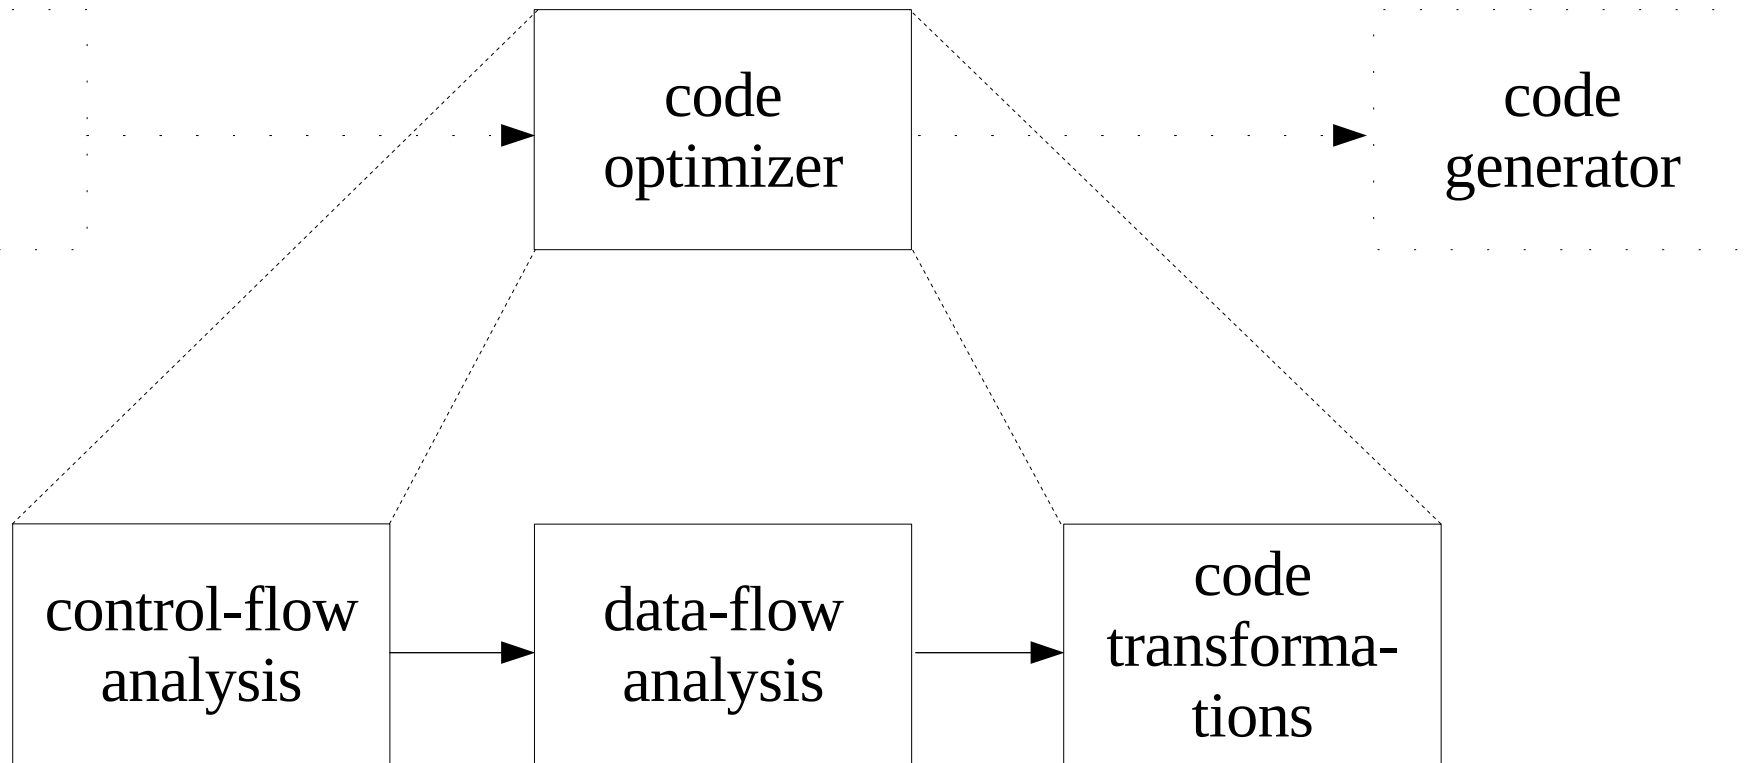 code
optimizer
code
generator
control-flow
analysis
data-flow
analysis
code
transforma-
tions